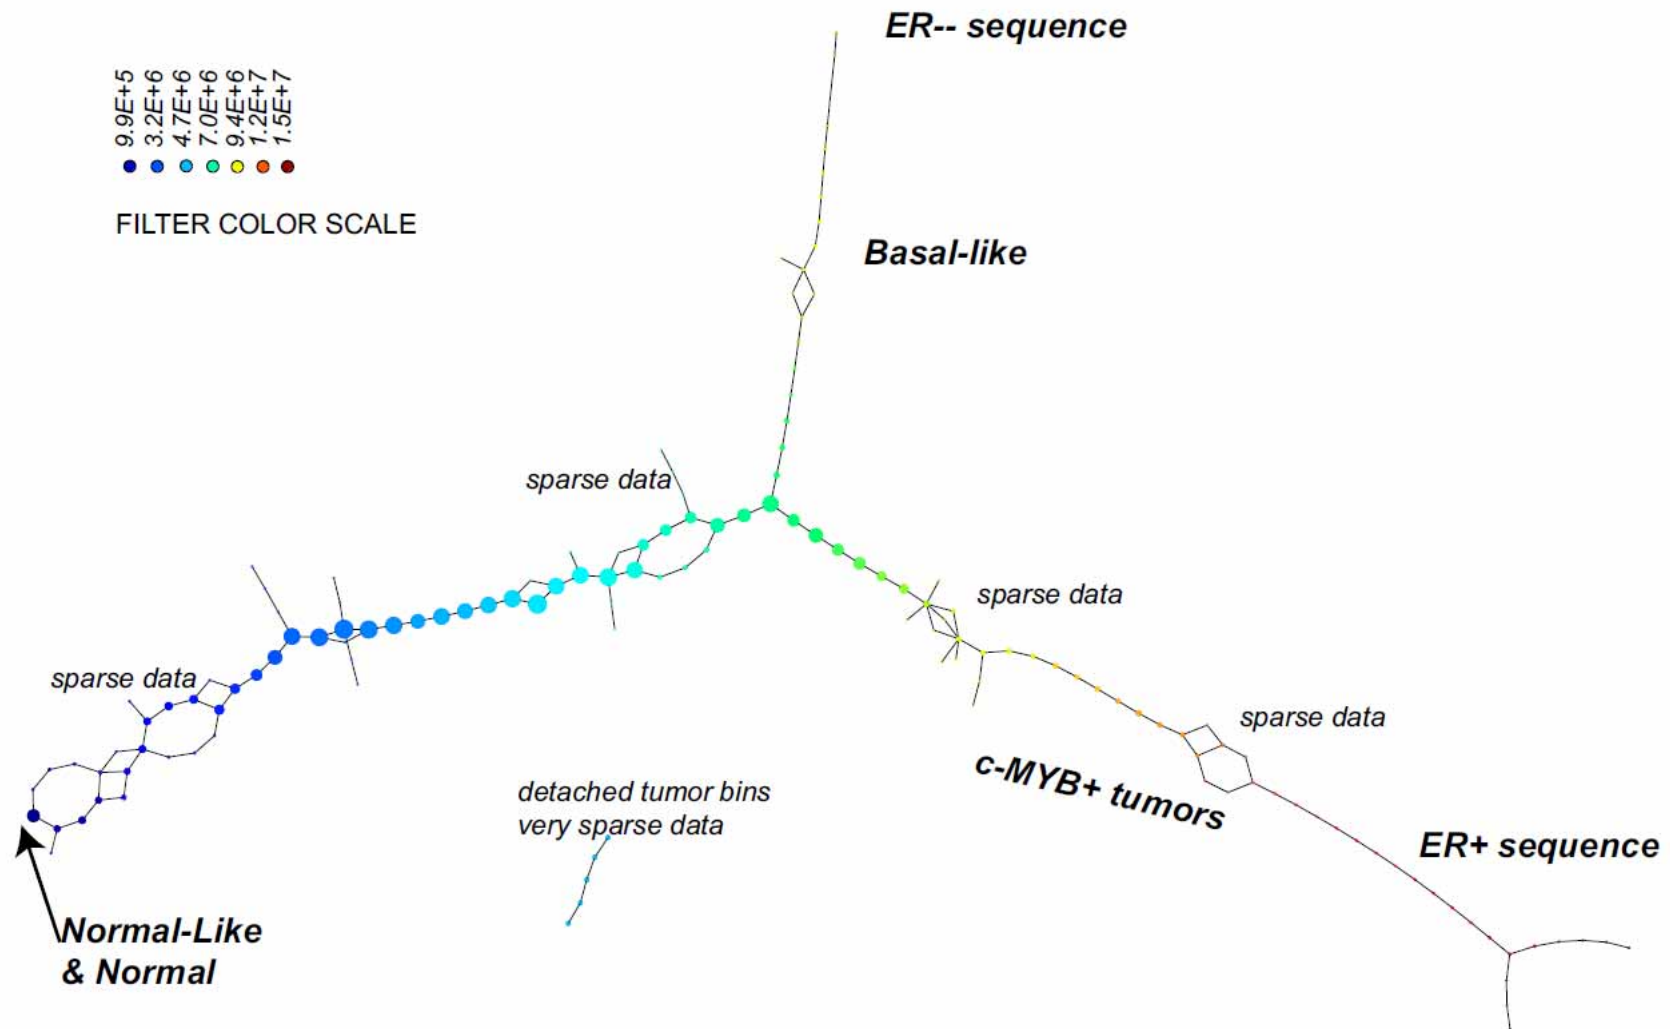 ER-- sequence
9.9E+5
3.2E+6
4.7E+6
7.0E+6
9.4E+6
1.2E+7
1.5E+7
FILTER COLOR SCALE
Basal-like
sparse data
sparse data
sparse data
sparse data
c-MYB+ tumors
detached tumor bins
very sparse data
ER+ sequence
Normal-Like
& Normal